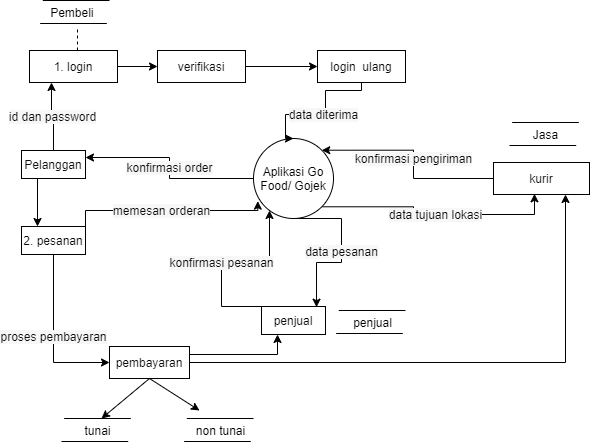 Pembeli
1. login
verifikasi
login ulang
id dan password
data diterima
Jasa
Pelanggan
konfirmasi order
Aplikasi Go
Food/ Gojek
konfirmasi pengiriman
kurir
2. pesanan
memesan orderan
data tujuan lokasi
konfirmasi pesanan
data pesanan
penjual
penjual
proses pembayaran
pembayaran
tunai
non tunai